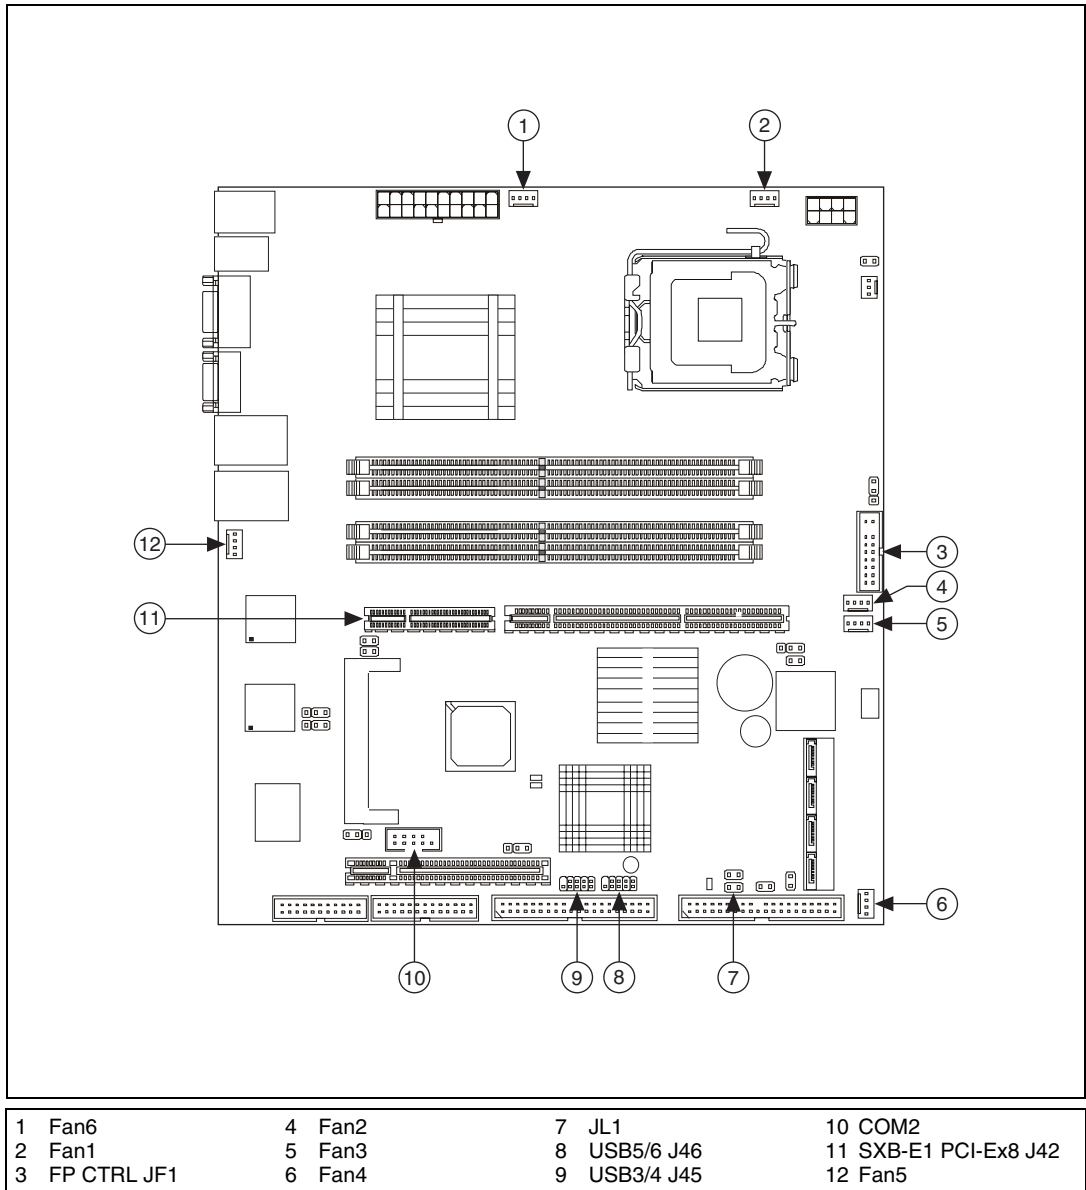 1
2
12
3
4
11
5
6
10
9
8
7
1 Fan6
2 Fan1
3 FP CTRL JF1
4 Fan2
5 Fan3
6 Fan4
7 JL1
8 USB5/6 J46
9 USB3/4 J45
10 COM2
11 SXB-E1 PCI-Ex8 J42
12 Fan5